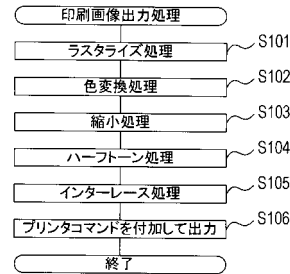 印刷画像出力処理
ラスタライズ処理 S101
色変換処理 S102
縮小処理 S103
ハーフトーン処理 S104
インターレース処理 S105
プリンタコマンドを付加して出力 S106
終了